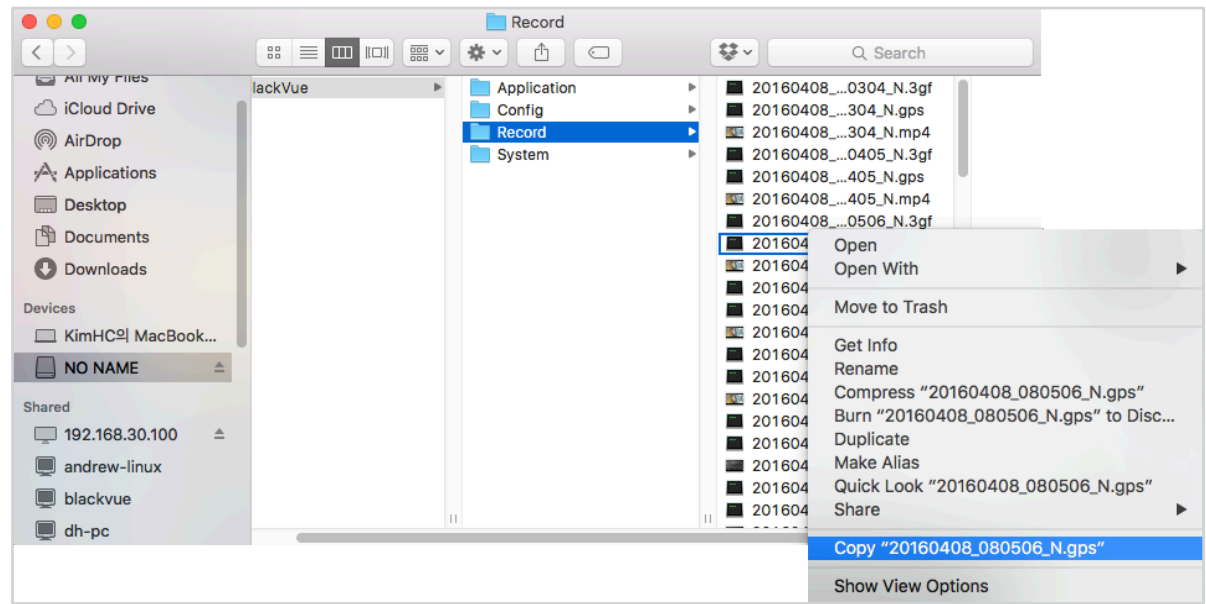 Record
Search
All My Files
iCloud Drive
AirDrop
Applications
Desktop
Documents
Downloads
Devices
KimHC의 MacBook...
NO NAME
Shared
192.168.30.100
andrew-linux
blackvue
dh-pc
lackVue
Application
Config
Record
System
20160408_...0304_N.3gf
20160408_...304_N.gps
20160408_...304_N.mp4
20160408_...0405_N.3gf
20160408_...405_N.gps
20160408_...405_N.mp4
20160408_...0506_N.3gf
201604
201604
201604
201604
201604
201604
201604
201604
201604
201604
201604
201604
201604
Open
Open With
Move to Trash
Get Info
Rename
Compress “20160408_080506_N.gps”
Burn “20160408_080506_N.gps” to Disc...
Duplicate
Make Alias
Quick Look “20160408_080506_N.gps”
Share
Copy “20160408_080506_N.gps”
Show View Options